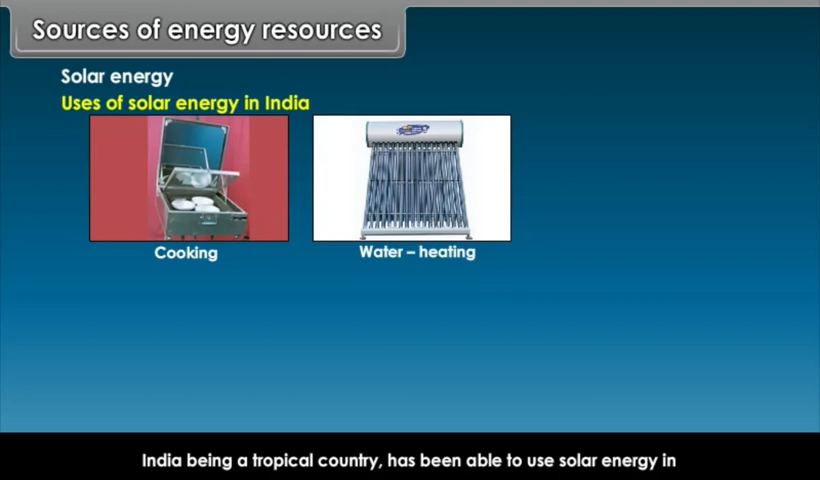 Sources of energy resources
Solar energy
Uses of solar energy in India
Cooking
Water – heating
India being a tropical country, has been able to use solar energy in